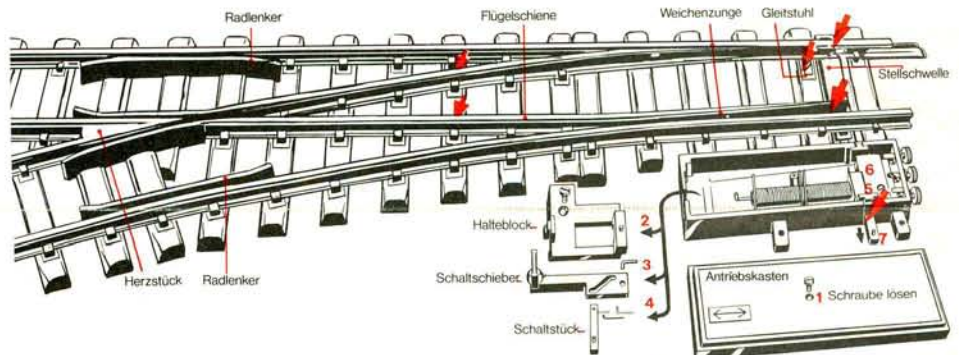 Radlenker
Flügelschiene
Weichenzunge
Gleitstuhl
Stellschwelle
6
5
7
Halteblock
2
3
Schaltschieber
4
Schaltstück
Herzstück
Radlenker
Antriebskasten
1 Schraube lösen